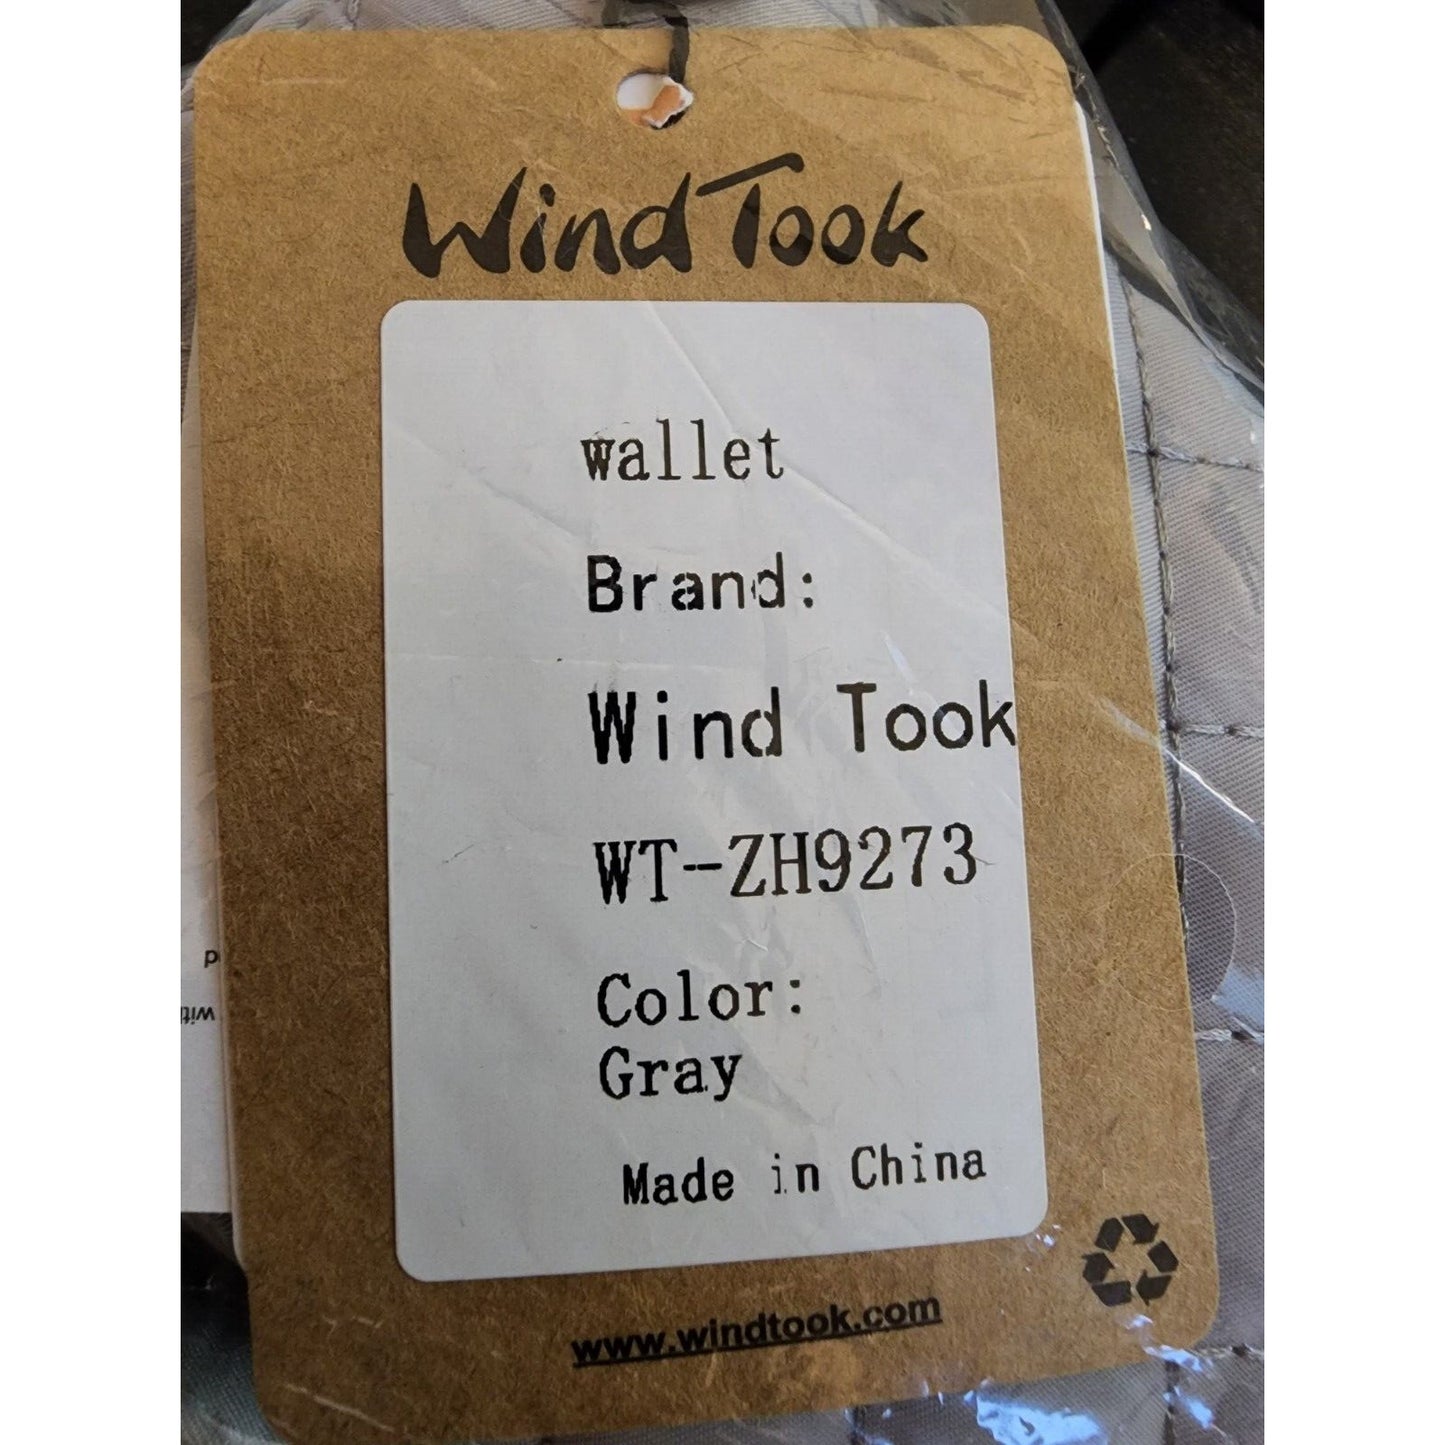 Wind Took
wallet
Brand:
Wind Took
WT-ZH9273
Color:
Gray
Made in China
www.windtook.com